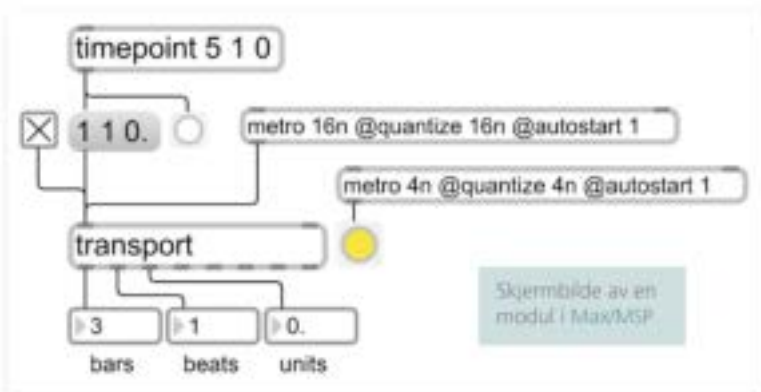 timepoint 5 1 0
1 1 0.
metro 16n @quantize 16n @autostart 1
metro 4n @quantize 4n @autostart 1
transport
Skjermbilde av en
modul i Max/MSP
3 1 0.
bars beats units